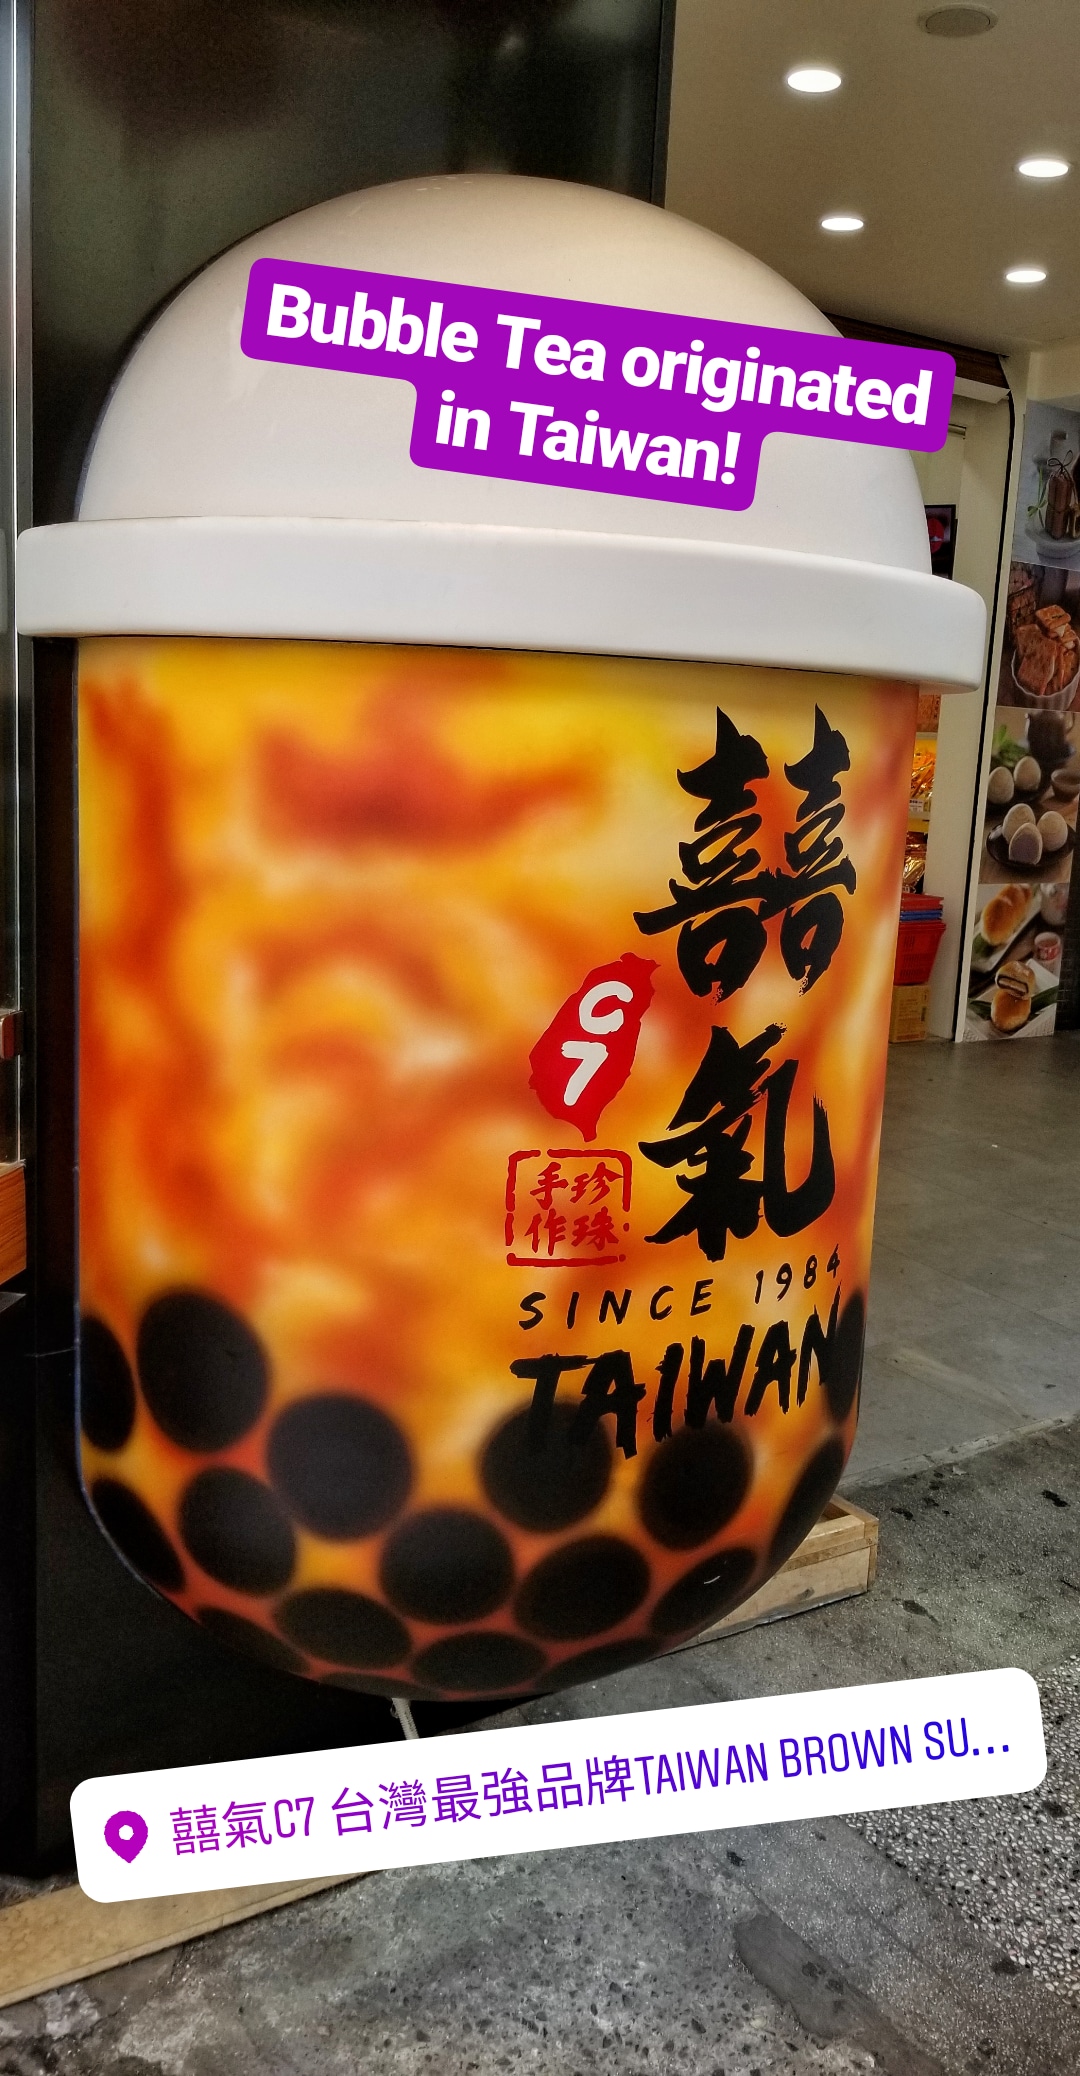 Bubble Tea originated
in Taiwan!
囍氣
C7
珍珠
手作
SINCE 1984
TAIWAN
囍氣C7 台灣最強品牌TAIWAN BROWN SU...